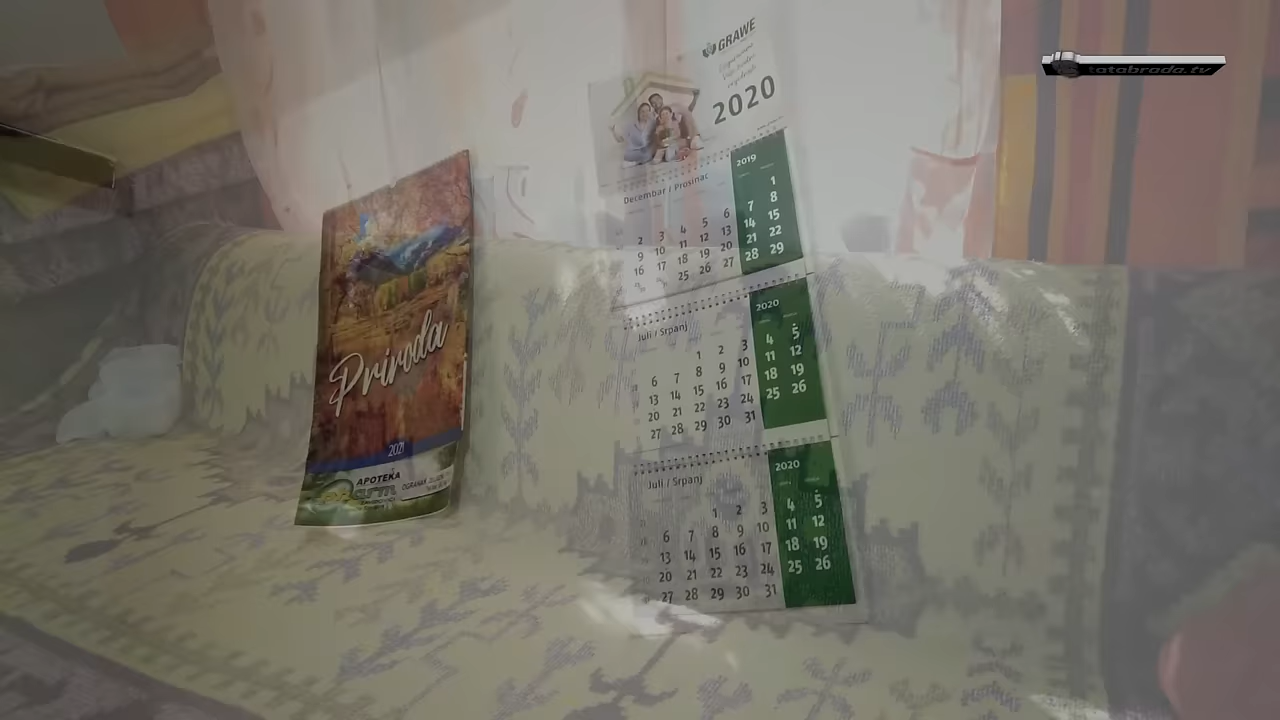 tatabrada.tv
GRAWE
2020
2019
Decembar / Prosinac
1
5 6 7 8
2 3 4
9 10 11 12 13 14 15
16 17 18 19 20 21 22
25 26 27 28 29
2020
Juli / Srpanj
1 2 3 4 5
6 7 8 9 10 11 12
13 14 15 16 17 18 19
20 21 22 23 24 25 26
27 28 29 30 31
2020
Juli / Srpanj
1 2 3 4 5
6 7 8 9 10 11 12
13 14 15 16 17 18 19
20 21 22 23 24 25 26
27 28 29 30 31
Priroda
2021
APOTEKA
OGRANAK